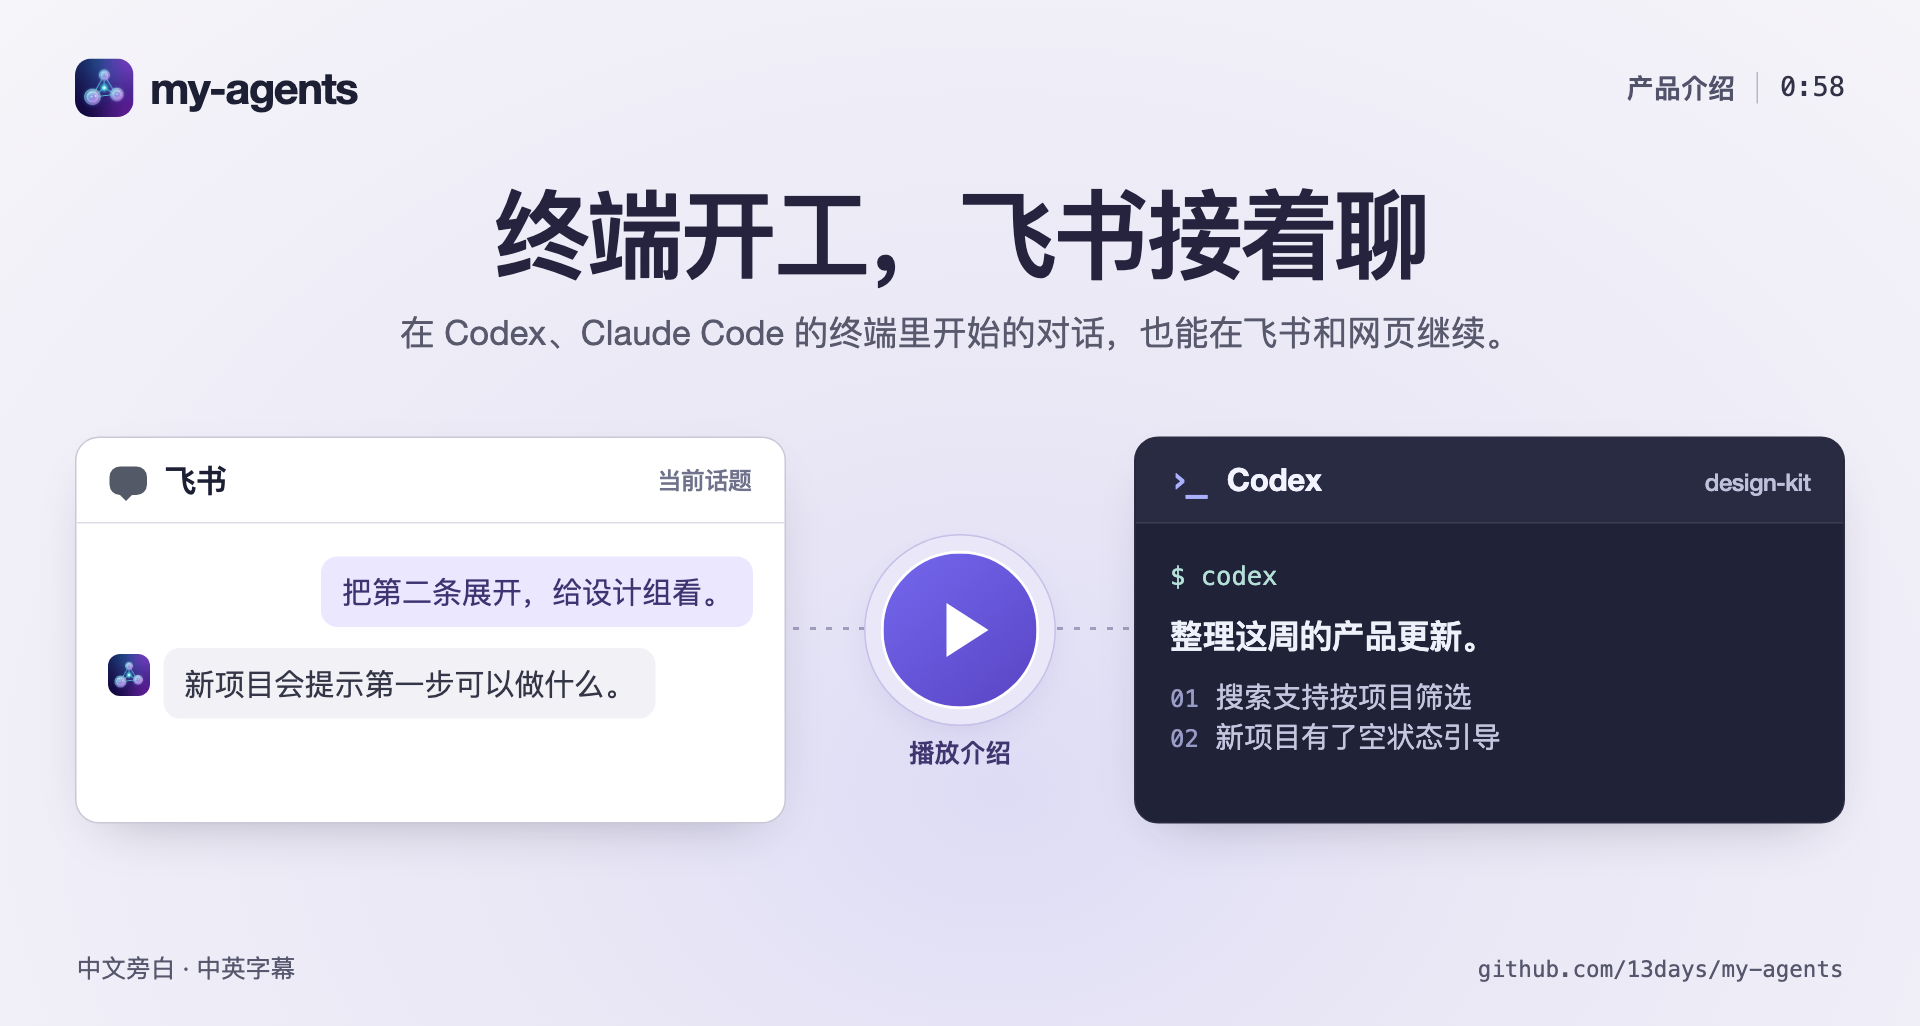 my-agents
产品介绍 0:58
终端开工，飞书接着聊
在 Codex、Claude Code 的终端里开始的对话，也能在飞书和网页继续。
飞书 当前话题
把第二条展开，给设计组看。
新项目会提示第一步可以做什么。
播放介绍
›_ Codex design-kit
$ codex
整理这周的产品更新。
01 搜索支持按项目筛选
02 新项目有了空状态引导
中文旁白 · 中英字幕
github.com/13days/my-agents